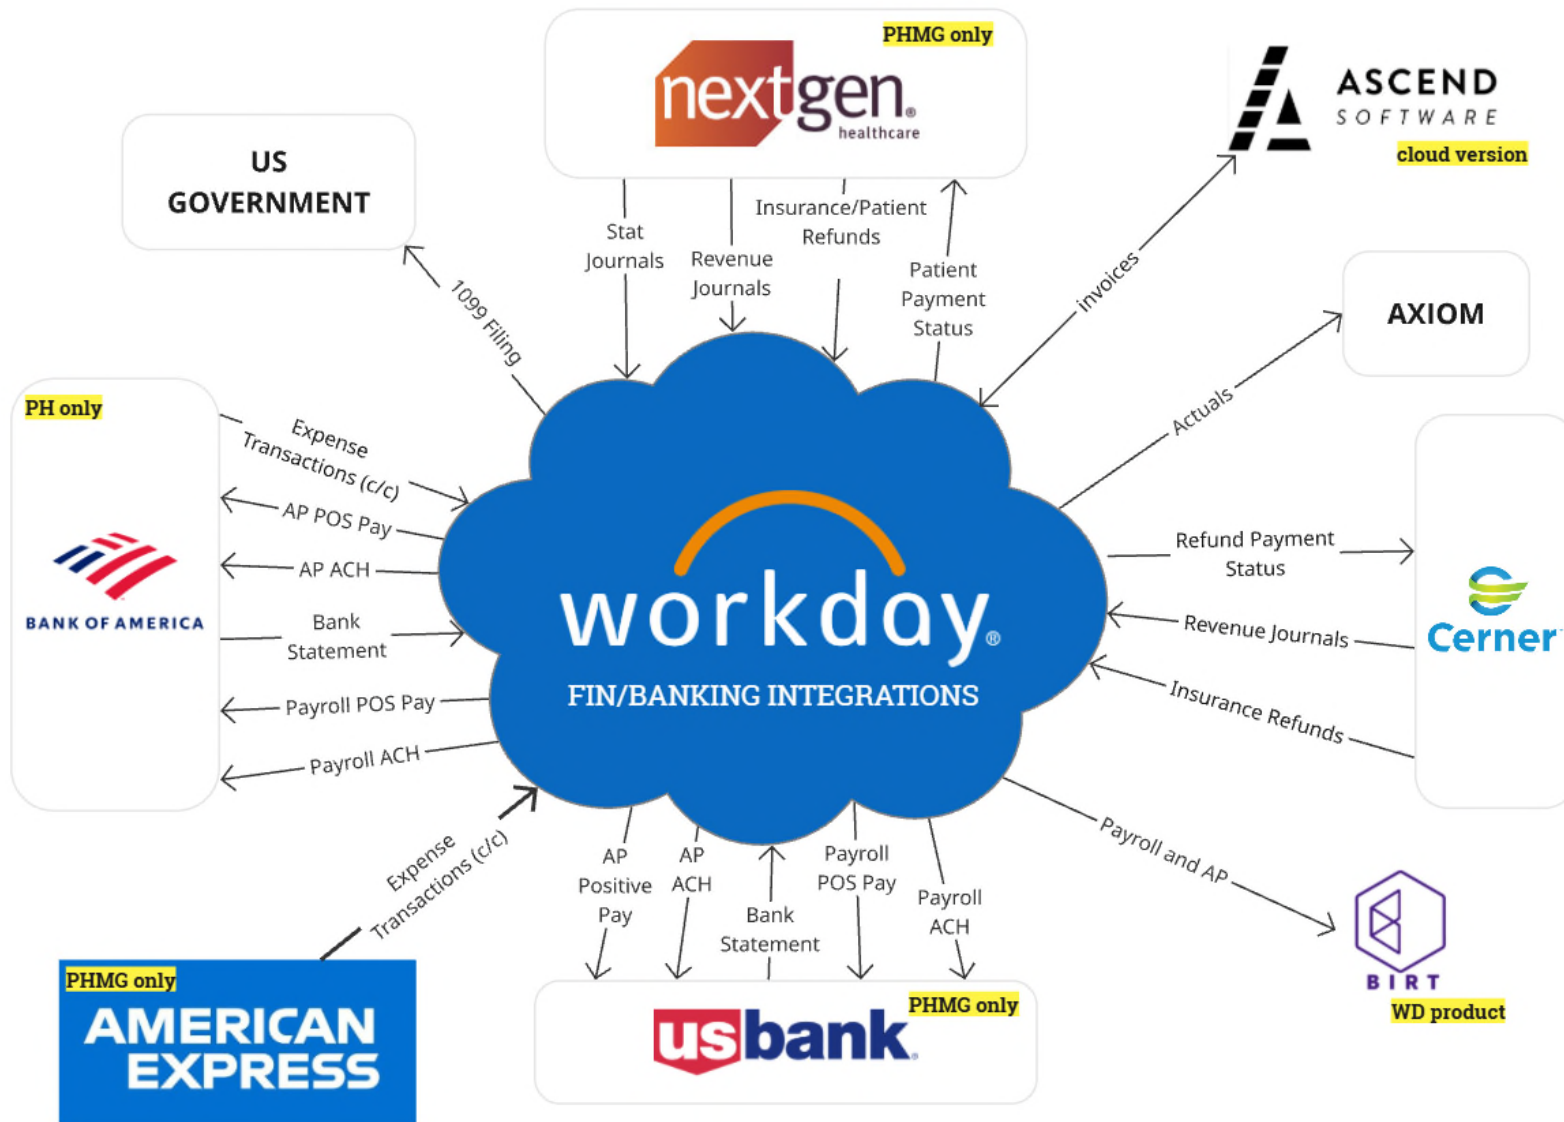 PHMG only
nextgen®
healthcare
ASCEND
SOFTWARE
cloud version
US
GOVERNMENT
Stat
Journals
Revenue
Journals
Insurance/Patient
Refunds
Patient
Payment
Status
invoices
1099 Filing
AXIOM
Actuals
PH only
BANK OF AMERICA
Expense
Transactions (c/c)
AP POS Pay
AP ACH
Bank
Statement
Payroll POS Pay
Payroll ACH
workday®
FIN/BANKING INTEGRATIONS
Refund Payment
Status
Revenue Journals
Insurance Refunds
Cerner
Expense
Transactions (c/c)
PHMG only
AMERICAN
EXPRESS
AP
Positive
Pay
AP
ACH
Bank
Statement
Payroll
POS Pay
Payroll
ACH
PHMG only
usbank
Payroll and AP
BIRT
WD product